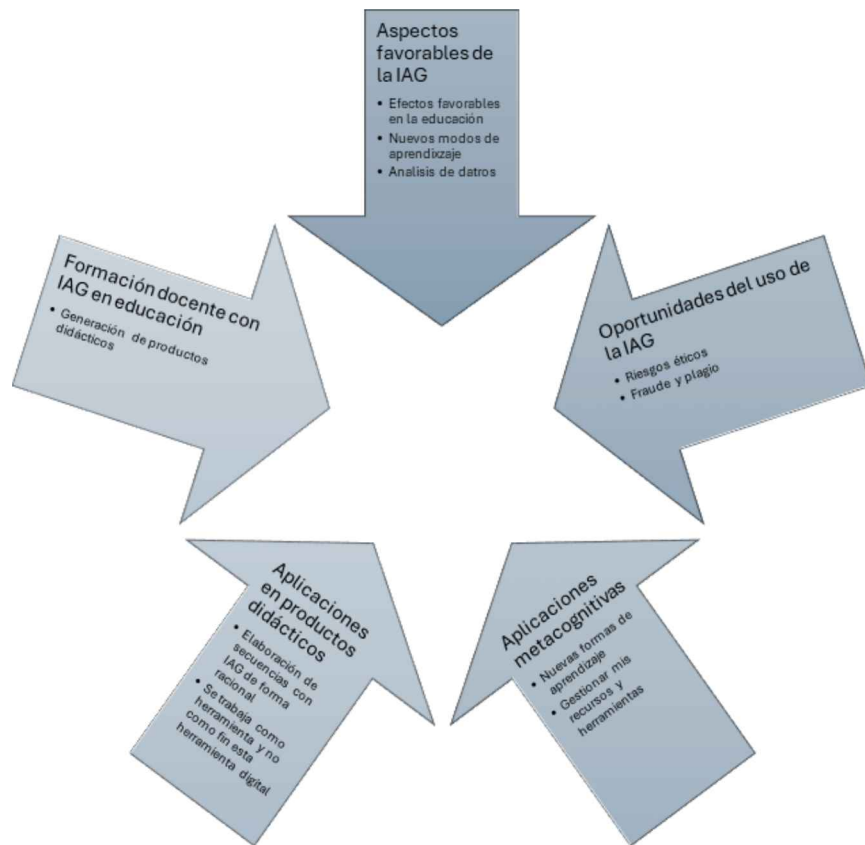 Aspectos
favorables de
la IAG
• Efectos favorables
en la educación
• Nuevos modos de
aprendixzaje
• Analisis de datros
Oportunidades del uso de
la IAG
• Riesgos éticos
• Fraude y plagio
Aplicaciones
metacognitivas
• Nuevas formas de
aprendizaje
• Gestionar mis
recursos y
herramientas
Aplicaciones
en productos
didácticos
• Elaboración de
secuencias con
IAG de forma
racional
• Se trabaja como
herramienta y no
como fin esta
herramienta digital
Formación docente con
IAG en educación
• Generación de productos
didácticos